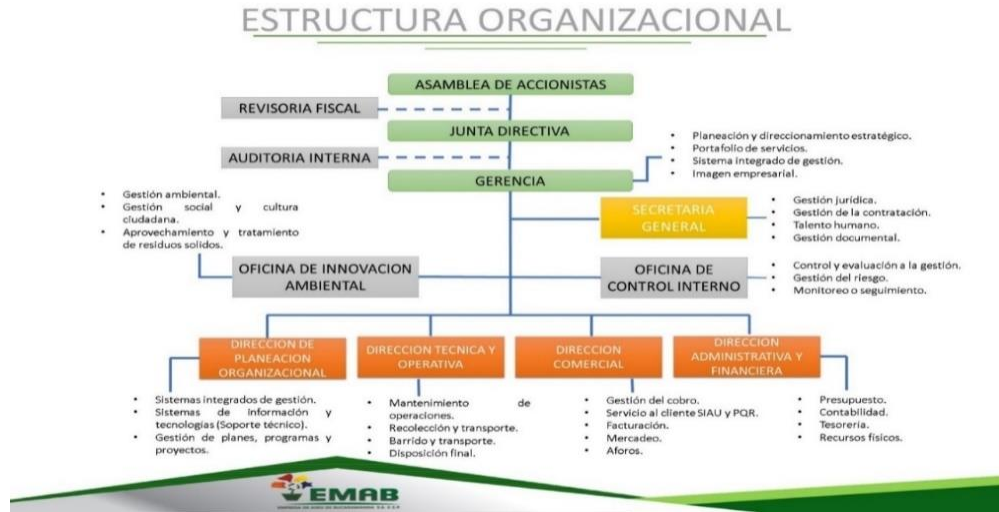 ESTRUCTURA ORGANIZACIONAL
ASAMBLEA DE ACCIONISTAS
REVISORIA FISCAL
JUNTA DIRECTIVA
AUDITORIA INTERNA
GERENCIA
• Planeación y direccionamiento estratégico.
• Portafolio de servicios.
• Sistema integrado de gestión.
• Imagen empresarial.
SECRETARIA
GENERAL
• Gestión jurídica.
• Gestión de la contratación.
• Talento humano.
• Gestión documental.
• Gestión ambiental.
• Gestión social y cultura
ciudadana.
• Aprovechamiento y tratamiento
de residuos solidos.
OFICINA DE INNOVACION
AMBIENTAL
OFICINA DE
CONTROL INTERNO
• Control y evaluación a la gestión.
• Gestión del riesgo.
• Monitoreo o seguimiento.
DIRECCION DE
PLANEACION
ORGANIZACIONAL
• Sistemas integrados de gestión.
• Sistemas de información y
tecnologías (Soporte técnico).
• Gestión de planes, programas y
proyectos.
DIRECCION TECNICA Y
OPERATIVA
• Mantenimiento de
operaciones.
• Recolección y transporte.
• Barrido y transporte.
• Disposición final.
DIRECCION
COMERCIAL
• Gestión del cobro.
• Servicio al cliente SIAU y PQR.
• Facturación.
• Mercadeo.
• Aforos.
DIRECCION
ADMINISTRATIVA Y
FINANCIERA
• Presupuesto.
• Contabilidad.
• Tesorería.
• Recursos físicos.
EMAB